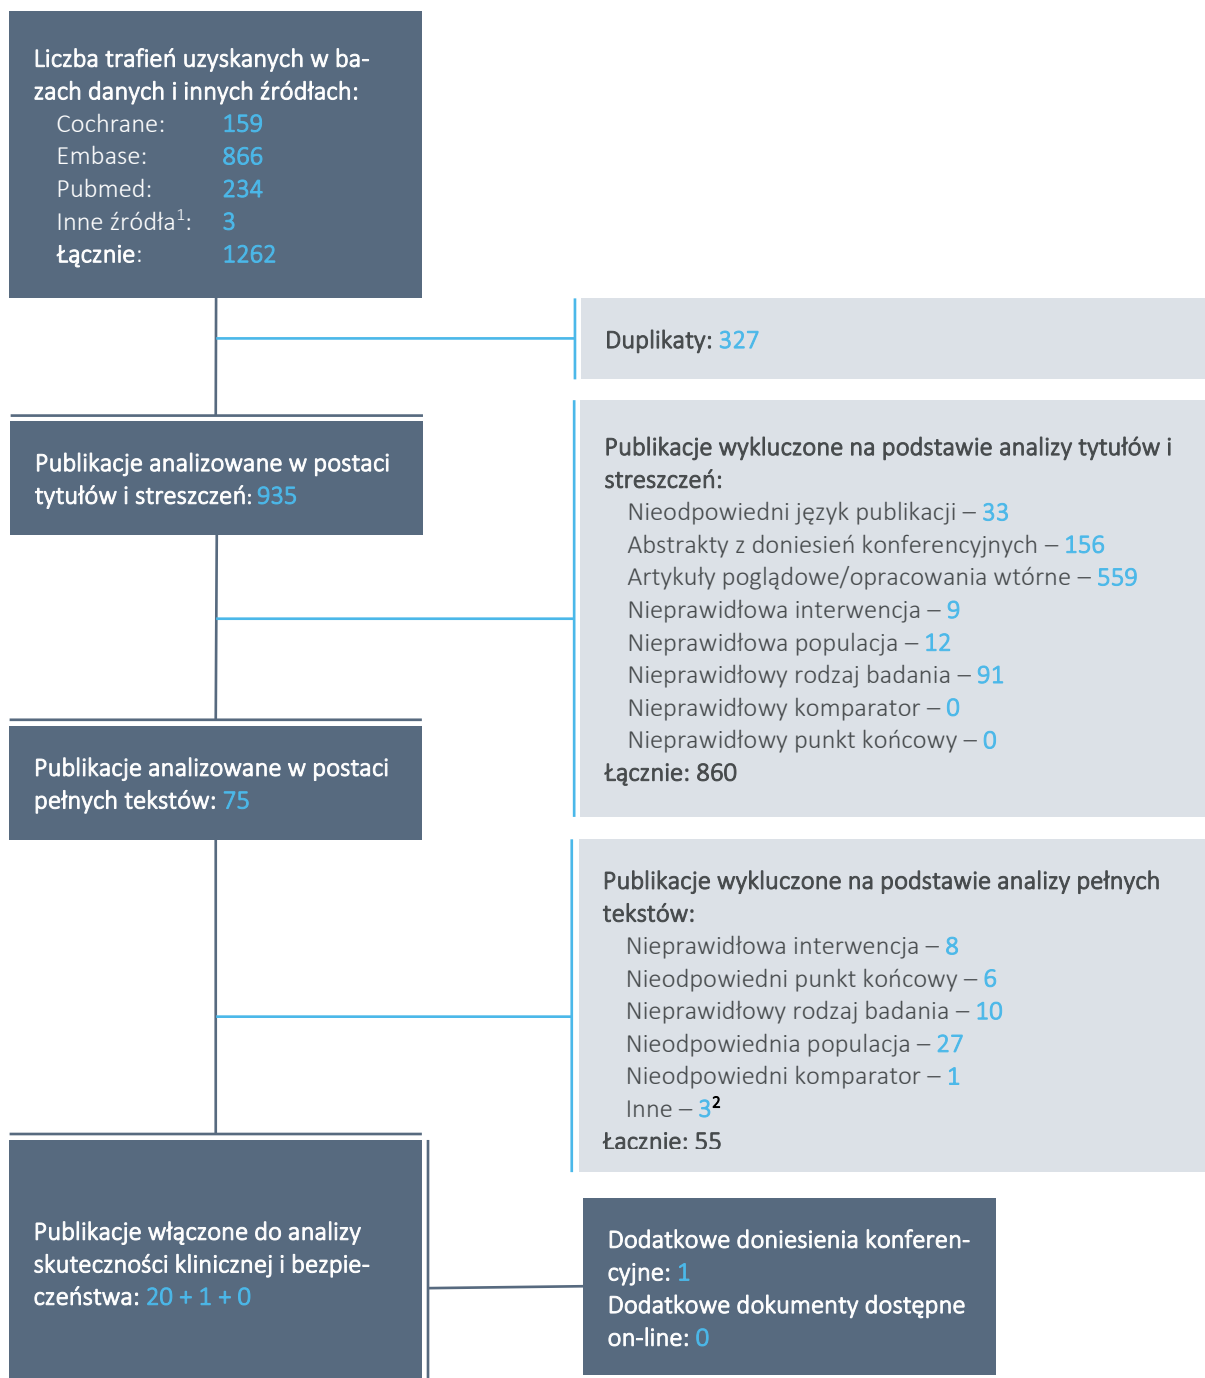 Liczba trafień uzyskanych w ba-
zach danych i innych źródłach:
Cochrane: 159
Embase: 866
Pubmed: 234
Inne źródła¹: 3
Łącznie: 1262
Duplikaty: 327
Publikacje analizowane w postaci
tytułów i streszczeń: 935
Publikacje wykluczone na podstawie analizy tytułów i
streszczeń:
Nieodpowiedni język publikacji – 33
Abstrakty z doniesień konferencyjnych – 156
Artykuły poglądowe/opracowania wtórne – 559
Nieprawidłowa interwencja – 9
Nieprawidłowa populacja – 12
Nieprawidłowy rodzaj badania – 91
Nieprawidłowy komparator – 0
Nieprawidłowy punkt końcowy – 0
Łącznie: 860
Publikacje analizowane w postaci
pełnych tekstów: 75
Publikacje wykluczone na podstawie analizy pełnych
tekstów:
Nieprawidłowa interwencja – 8
Nieodpowiedni punkt końcowy – 6
Nieprawidłowy rodzaj badania – 10
Nieodpowiednia populacja – 27
Nieodpowiedni komparator – 1
Inne – 3²
Łącznie: 55
Publikacje włączone do analizy
skuteczności klinicznej i bezpie-
czeństwa: 20 + 1 + 0
Dodatkowe doniesienia konferen-
cyjne: 1
Dodatkowe dokumenty dostępne
on-line: 0